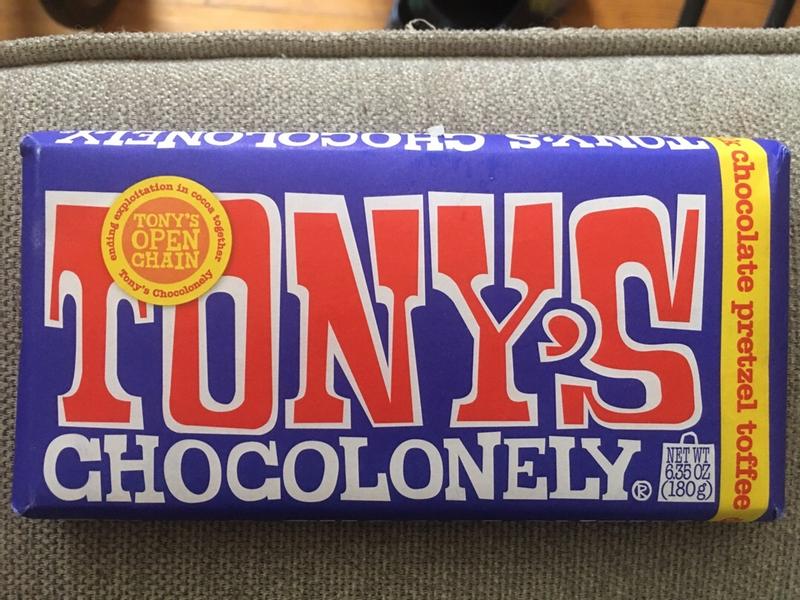 TONY'S CHOCOLONELY
ending exploitation in cocoa together
TONY'S
OPEN
CHAIN
Tony's Chocolonely
TONY'S
CHOCOLONELY®
NET WT
6.35 OZ
(180g)
chocolate pretzel toffee